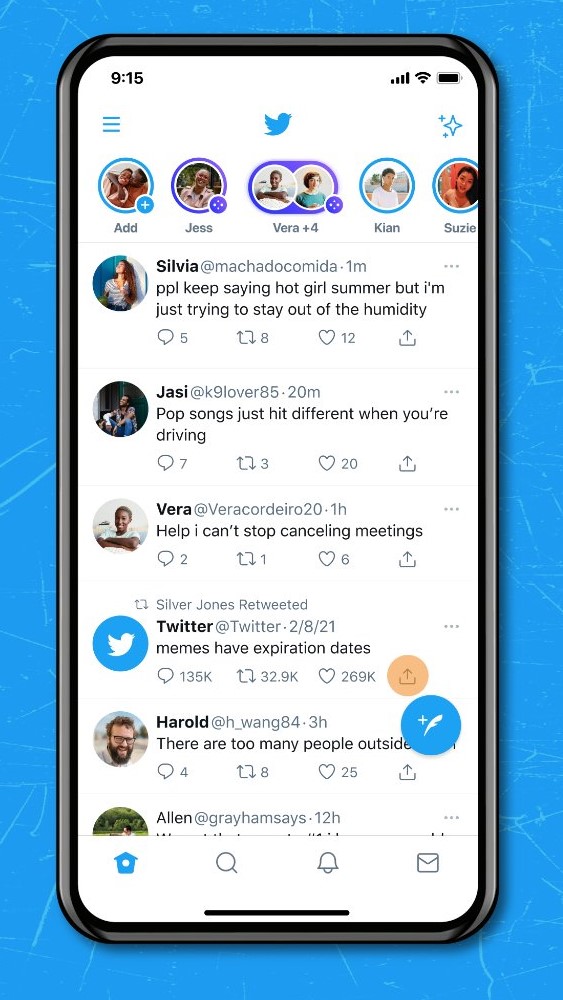 9:15
Add
Jess
Vera +4
Kian
Suzie
Silvia @machadocomida · 1m
ppl keep saying hot girl summer but i'm
just trying to stay out of the humidity
5 8 12
Jasi @k9lover85 · 20m
Pop songs just hit different when you’re
driving
7 3 20
Vera @Veracordeiro20 · 1h
Help i can’t stop canceling meetings
2 1 6
Silver Jones Retweeted
Twitter @Twitter · 2/8/21
memes have expiration dates
135K 32.9K 269K
Harold @h_wang84 · 3h
There are too many people outside
4 8 25
Allen @grayhamsays · 12h